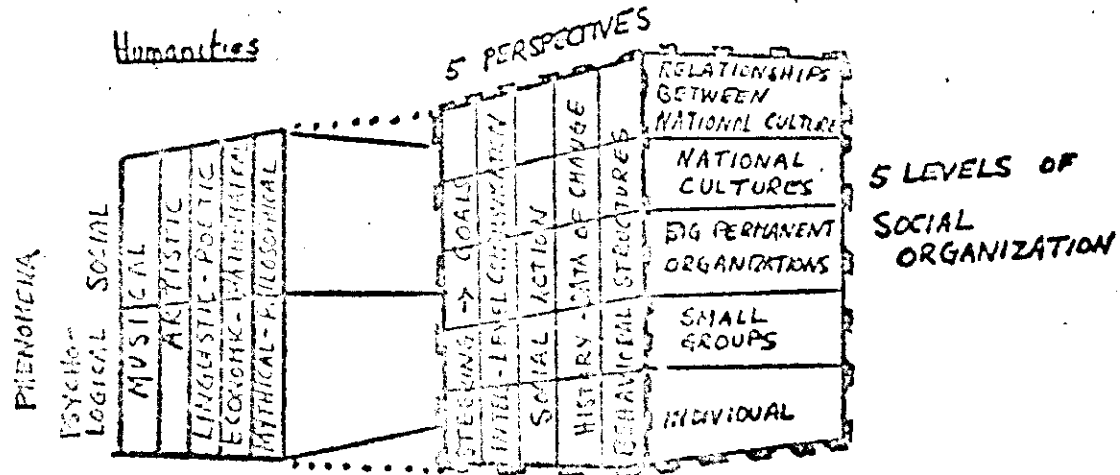 Humanities
5 PERSPECTIVES
PHENOMENA
PSYCHO-
LOGICAL SOCIAL
MUSICAL
ARTISTIC
LINGUISTIC-POETIC
ECONOMIC-MATHEMATICAL
MYTHICAL-PHILOSOPHICAL
STEERING → GOALS
INTER-LEVEL COMMUNICATION
SOCIAL ACTION
HISTORY-DATA OF CHANGE
BEHAVIORAL STRUCTURES
RELATIONSHIPS
BETWEEN
NATIONAL CULTURE
NATIONAL
CULTURES
BIG PERMANENT
ORGANIZATIONS
SMALL
GROUPS
INDIVIDUAL
5 LEVELS OF
SOCIAL
ORGANIZATION